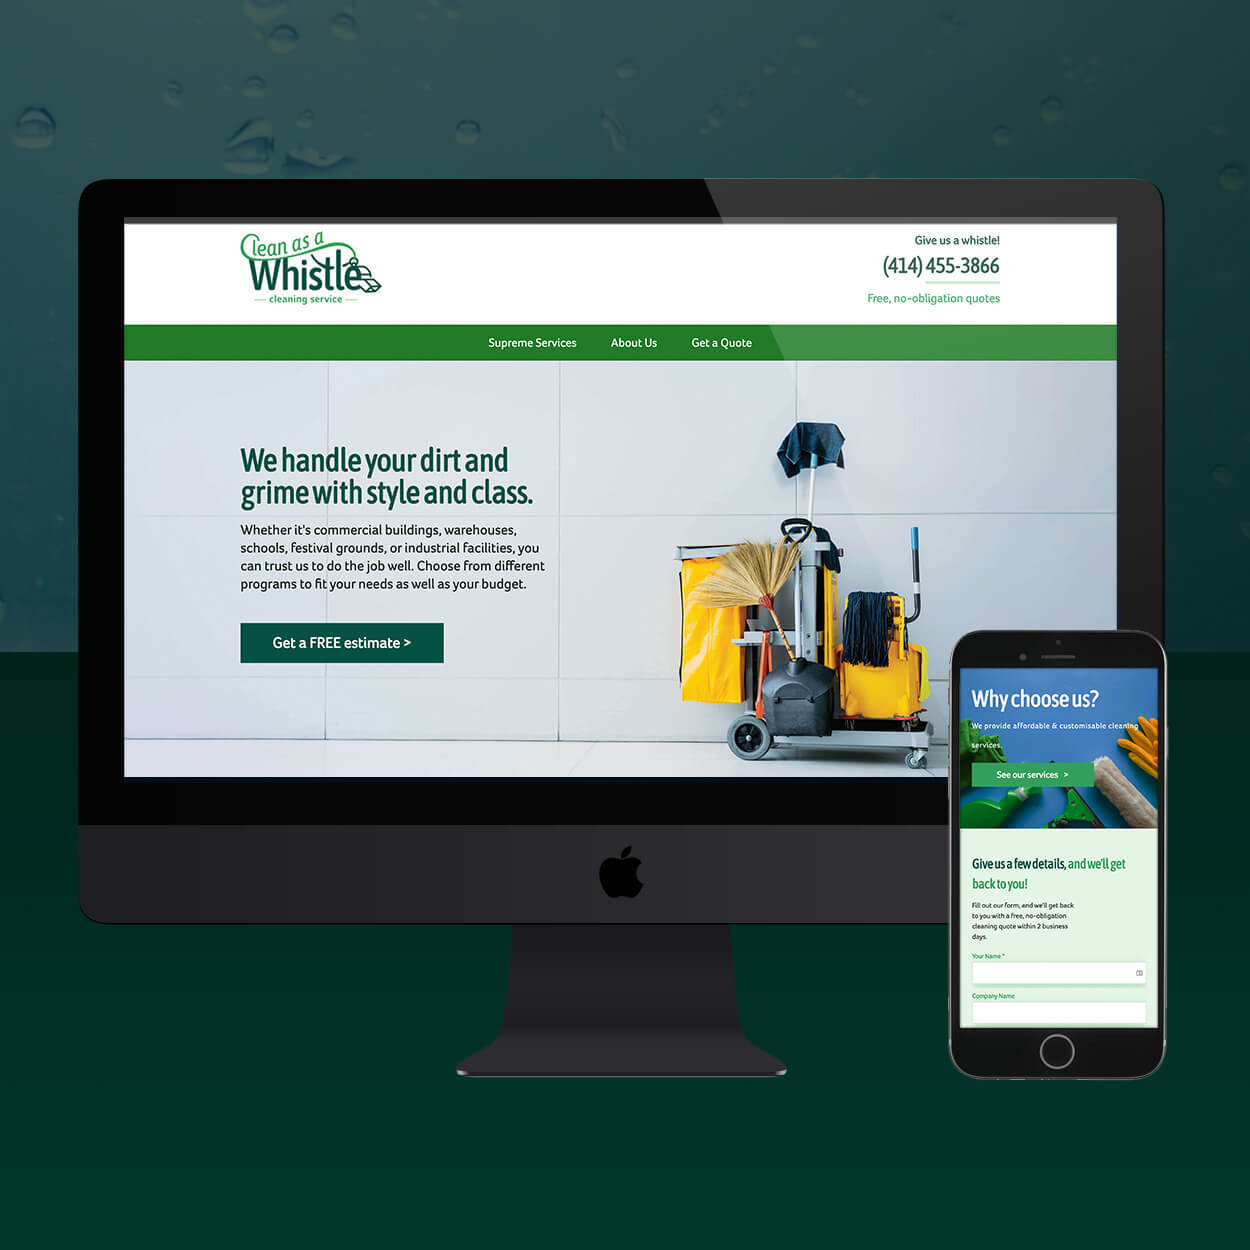 Clean as a
Whistle
cleaning service
Give us a whistle!
(414) 455-3866
Free, no-obligation quotes
Supreme Services
About Us
Get a Quote
We handle your dirt and
grime with style and class.
Whether it's commercial buildings, warehouses,
schools, festival grounds, or industrial facilities, you
can trust us to do the job well. Choose from different
programs to fit your needs as well as your budget.
Get a FREE estimate >
Why choose us?
We provide affordable & customisable cleaning
services.
See our services >
Give us a few details, and we'll get
back to you!
Fill out our form, and we'll get back
to you with a free, no-obligation
cleaning quote within 2 business
days.
Your Name *
Company Name